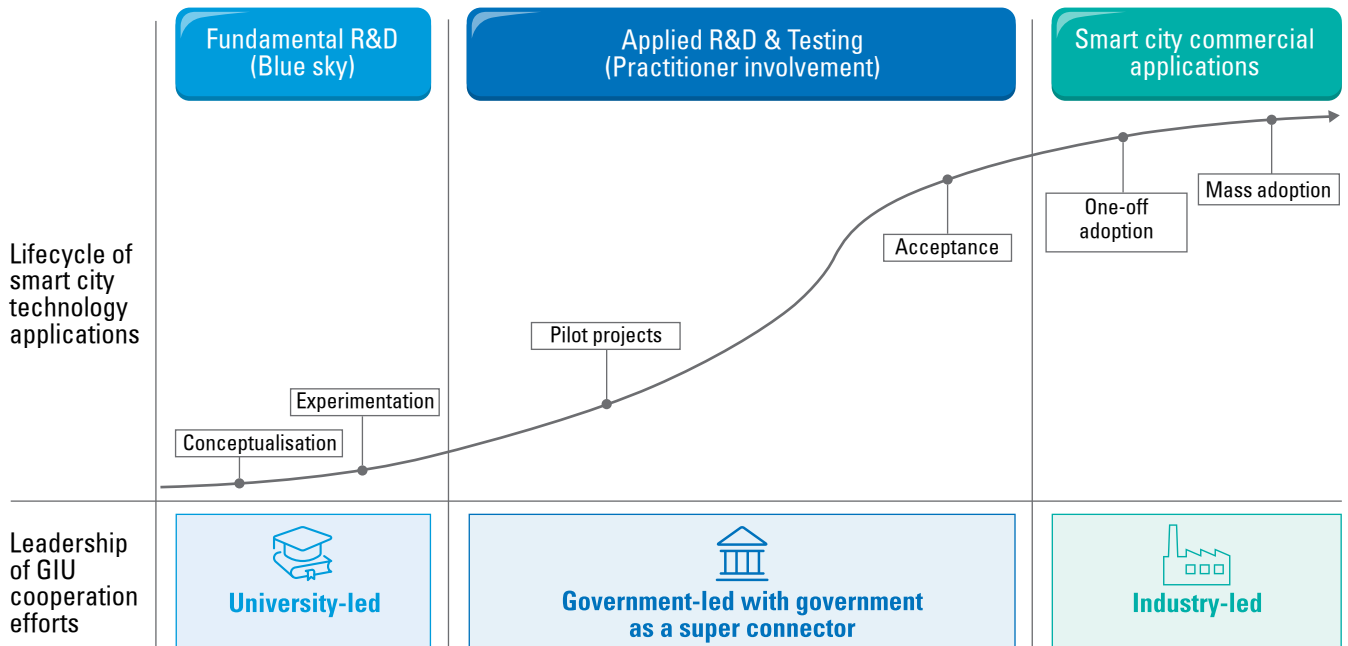 Fundamental R&D
(Blue sky)
Applied R&D & Testing
(Practitioner involvement)
Smart city commercial
applications
Lifecycle of
smart city
technology
applications
Conceptualisation
Experimentation
Pilot projects
Acceptance
One-off
adoption
Mass adoption
Leadership
of GIU
cooperation
efforts
University-led
Government-led with government
as a super connector
Industry-led